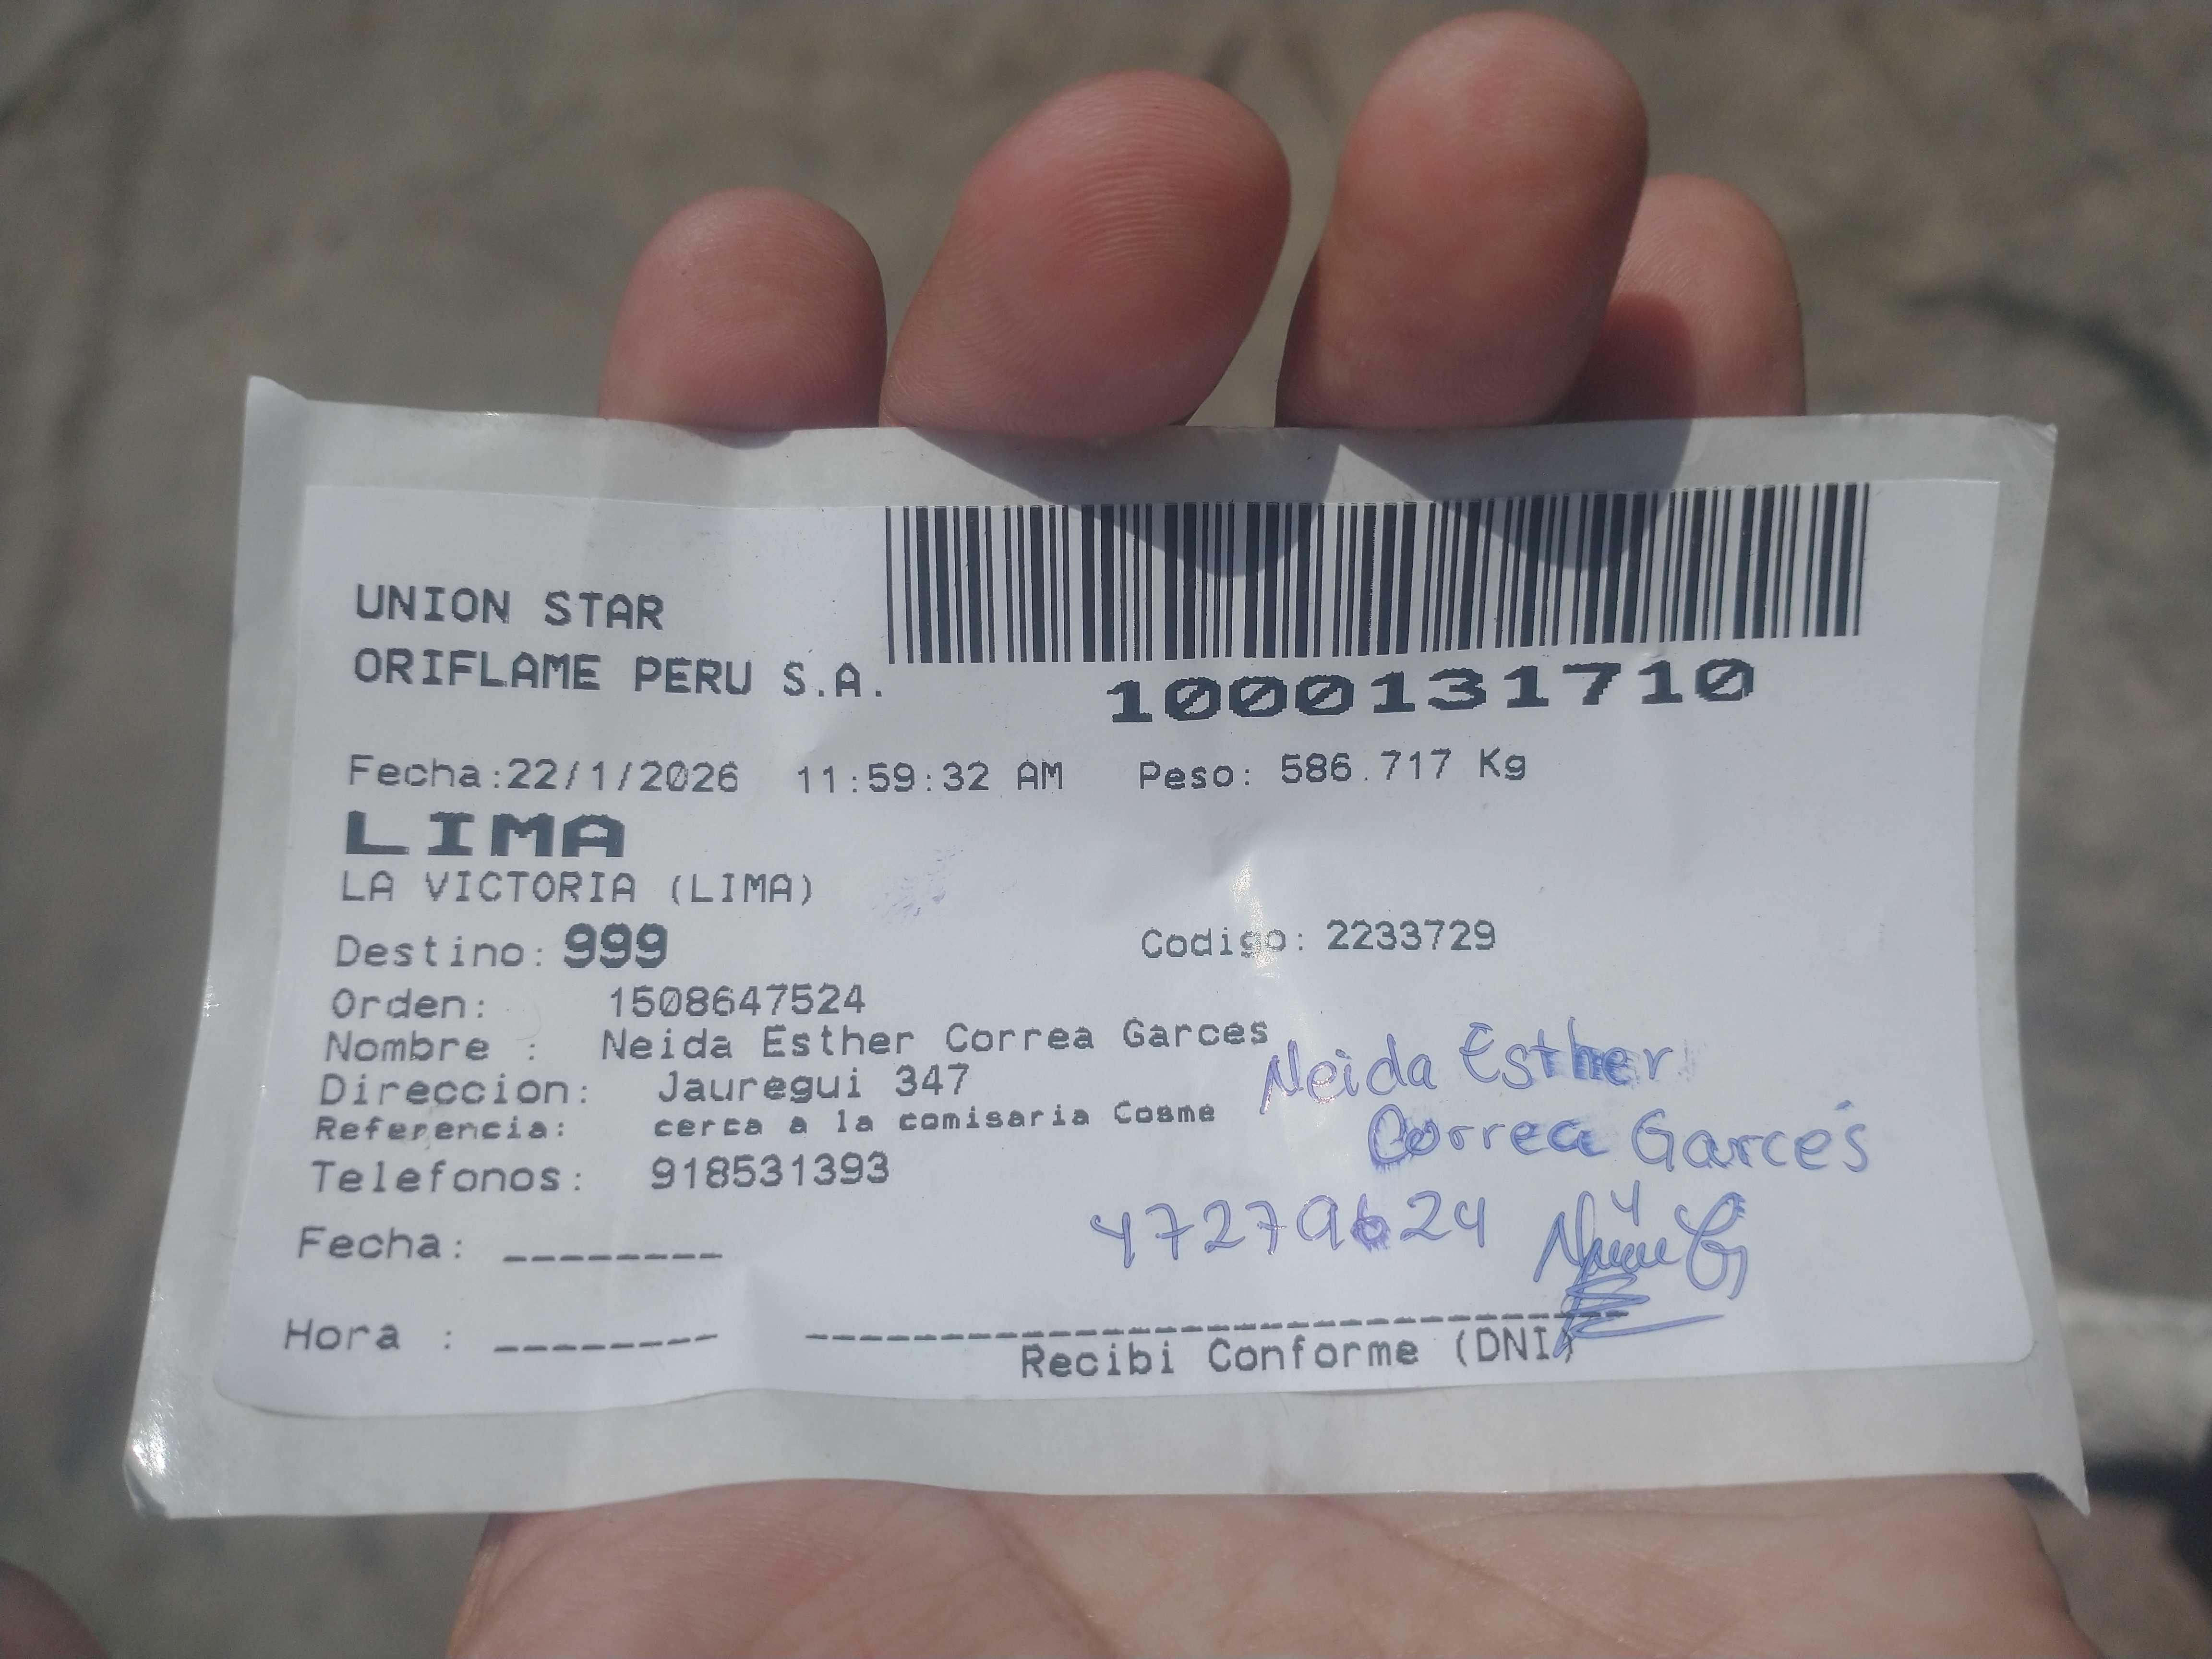 UNION STAR
ORIFLAME PERU S.A.
1000131710
Fecha:22/1/2026 11:59:32 AM Peso: 586.717 Kg
LIMA
LA VICTORIA (LIMA)
Destino: 999 Codigo: 2233729
Orden: 1508647524
Nombre : Neida Esther Correa Garces
Direccion: Jauregui 347
Referencia: cerca a la comisaria Cosme
Telefonos: 918531393
Neida Esther
Correa Garcés
47279624
Fecha: ________
Hora : ________
Recibi Conforme (DNI)